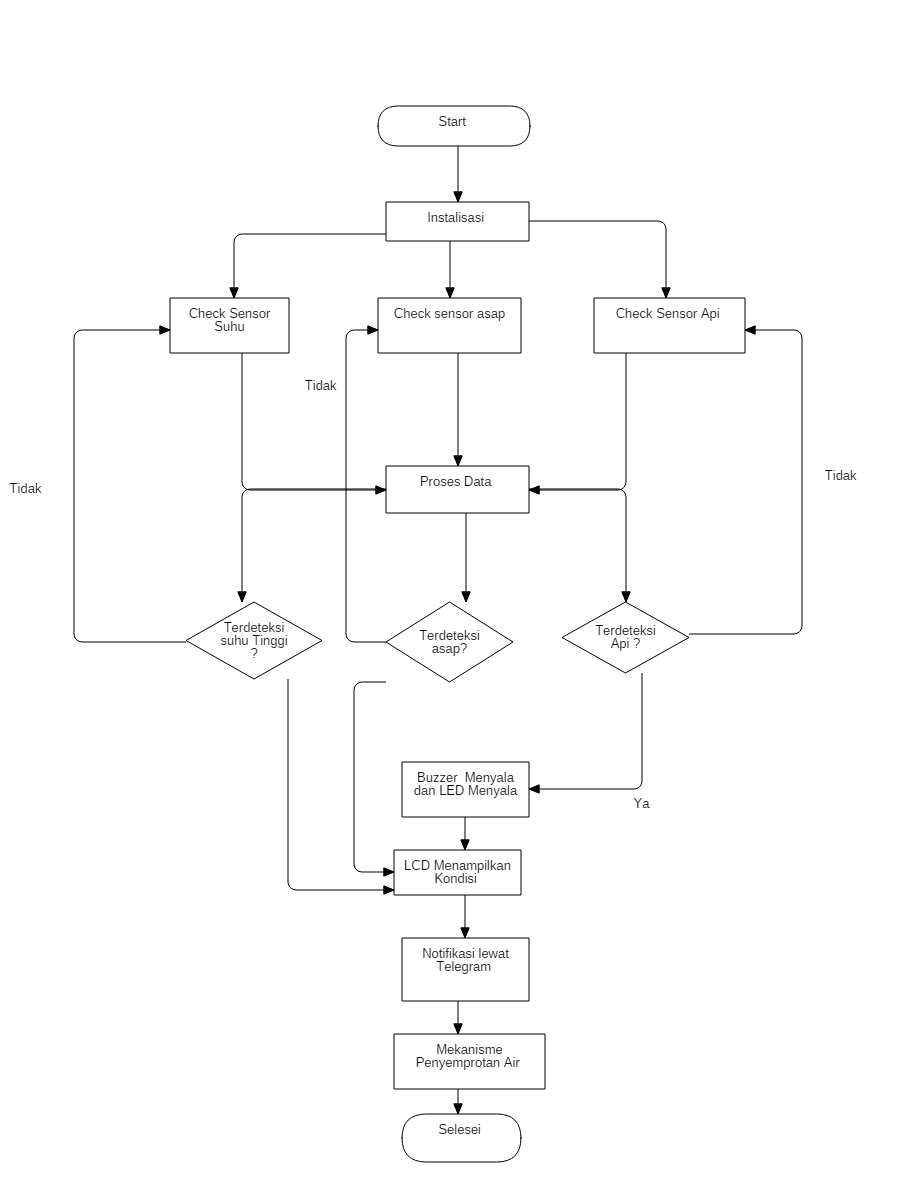 Start
Instalisasi
Check Sensor
Suhu
Check sensor asap
Check Sensor Api
Tidak
Tidak
Tidak
Proses Data
Terdeteksi
suhu Tinggi
?
Terdeteksi
asap?
Terdeteksi
Api ?
Buzzer  Menyala
dan LED Menyala
Ya
LCD Menampilkan
Kondisi
Notifikasi lewat
Telegram
Mekanisme
Penyemprotan Air
Selesei